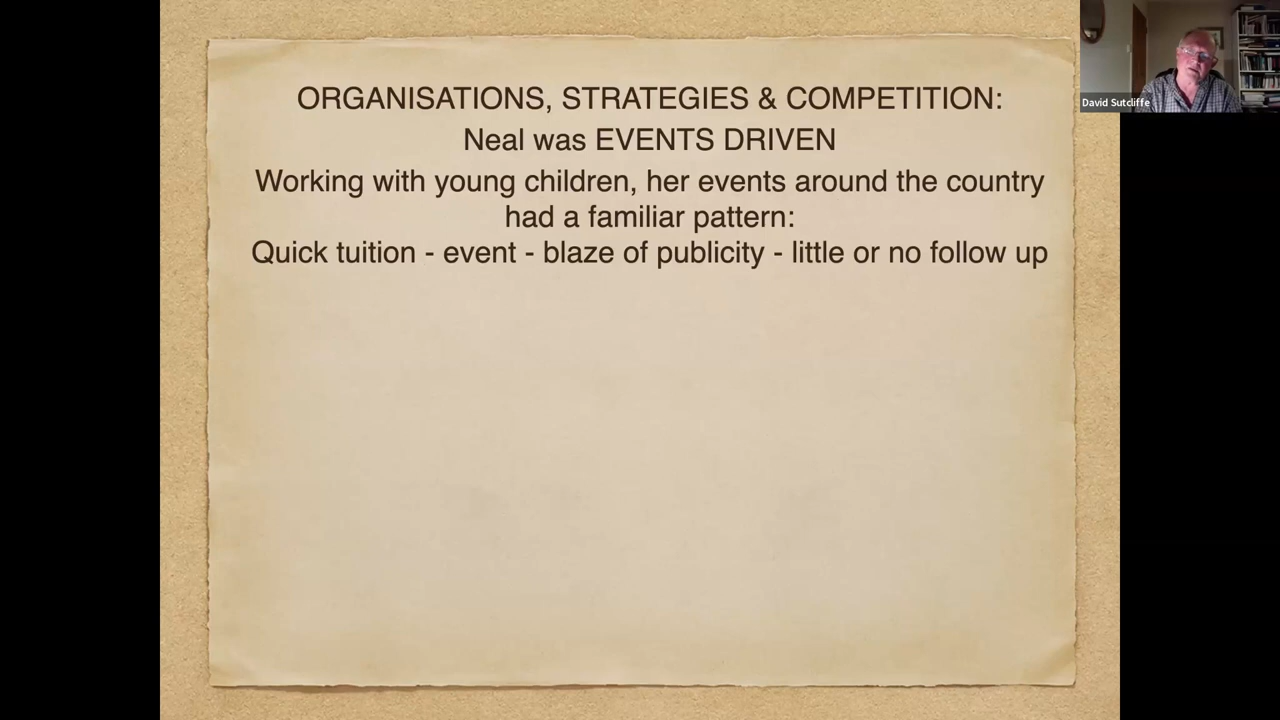 ORGANISATIONS, STRATEGIES & COMPETITION:
Neal was EVENTS DRIVEN
Working with young children, her events around the country
had a familiar pattern:
Quick tuition - event - blaze of publicity - little or no follow up
David Sutcliffe